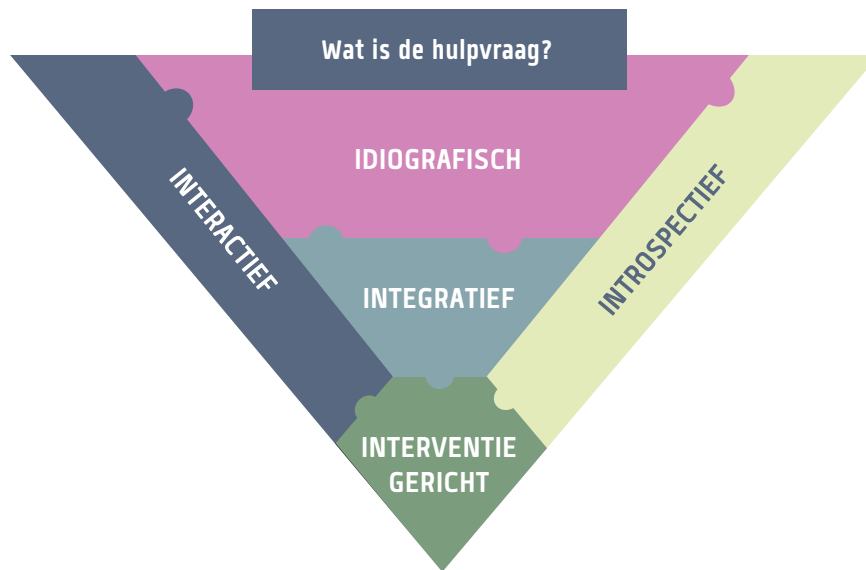 Wat is de hulpvraag?
IDIOGRAFISCH
INTERACTIEF
INTROSPECTIEF
INTEGRATIEF
INTERVENTIE
GERICHT